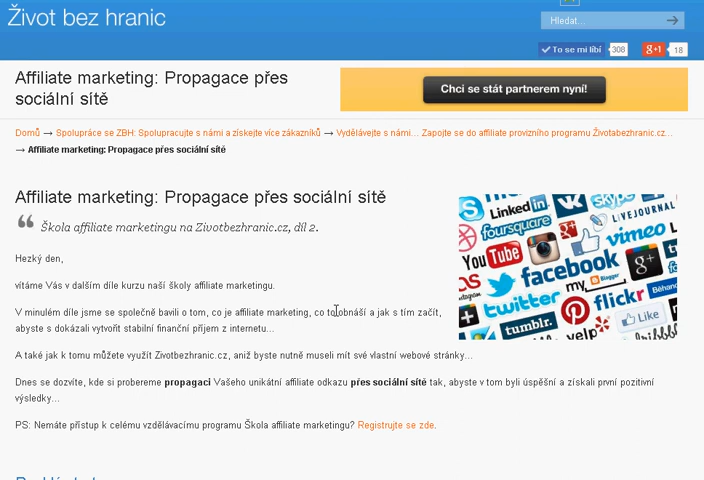 Život bez hranic
Hledat...
To se mi líbí 308
g+1 18
Affiliate marketing: Propagace přes
sociální sítě
Chci se stát partnerem nyní!
Domů → Spolupráce se ZBH: Spolupracujte s námi a získejte více zákazníků → Vydělávejte s námi... Zapojte se do affiliate provizního programu Životabezhranic.cz...
→ Affiliate marketing: Propagace přes sociální sítě
Affiliate marketing: Propagace přes sociální sítě
“ Škola affiliate marketingu na Zivotbezhranic.cz, díl 2.
Hezký den,
vítáme Vás v dalším díle kurzu naší školy affiliate marketingu.
V minulém díle jsme se společně bavili o tom, co je affiliate marketing, co to obnáší a jak s tím začít,
abyste s dokázali vytvořit stabilní finanční příjem z internetu...
A také jak k tomu můžete využít Zivotbezhranic.cz, aniž byste nutně museli mít své vlastní webové stránky...
Dnes se dozvíte, kde si probereme propagaci Vašeho unikátní affiliate odkazu přes sociální sítě tak, abyste v tom byli úspěšní a získali první pozitivní
výsledky...
PS: Nemáte přístup k celému vzdělávacímu programu Škola affiliate marketingu? Registrujte se zde.
LinkedIn
skype
foursquare
LIVEJOURNAL
You Tube
vimeo
facebook
g+1
my
Blogger
twitter
flickr
Behance
tumblr.
yelp
Like